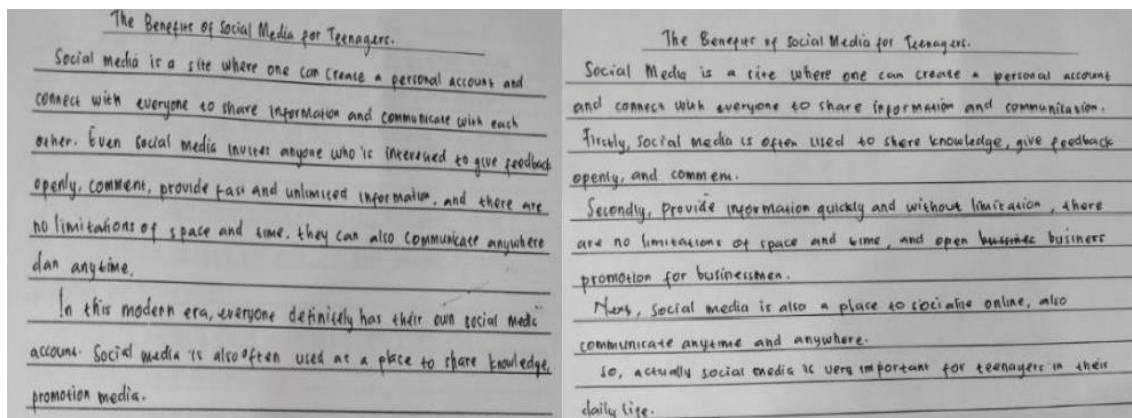 The Benefits of Social Media for Teenagers.
Social media is a site where one can create a personal account and
connect with everyone to share information and communicate with each
other. Even social media invites anyone who is interested to give feedback
openly, comment, provide fast and unlimited information, and there are
no limitations of space and time. they can also communicate anywhere
dan anytime.
In this modern era, everyone definitely has their own social media
account. Social media is also often used as a place to share knowledge,
promotion media.
The Benefits of Social Media for Teenagers.
Social Media is a site where one can create a personal account
and connect with everyone to share information and communication.
Firstly, social media is often used to share knowledge, give feedback
openly, and comment.
Secondly, Provide information quickly and without limitation, there
are no limitations of space and time, and open business
promotion for businessmen.
Next, social media is also a place to socialise online, also
communicate anytime and anywhere.
So, actually social media is very important for teenagers in their
daily life.